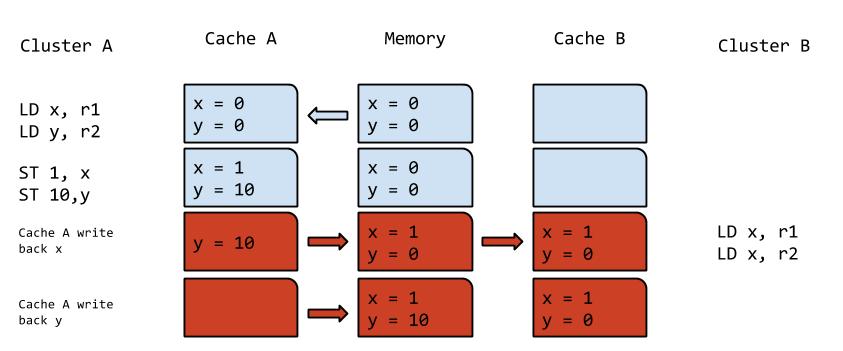 Cluster A
Cache A
Memory
Cache B
Cluster B
LD x, r1
LD y, r2
x = 0
y = 0
x = 0
y = 0
ST 1, x
ST 10,y
x = 1
y = 10
x = 0
y = 0
Cache A write
back x
y = 10
x = 1
y = 0
x = 1
y = 0
LD x, r1
LD x, r2
Cache A write
back y
x = 1
y = 10
x = 1
y = 0